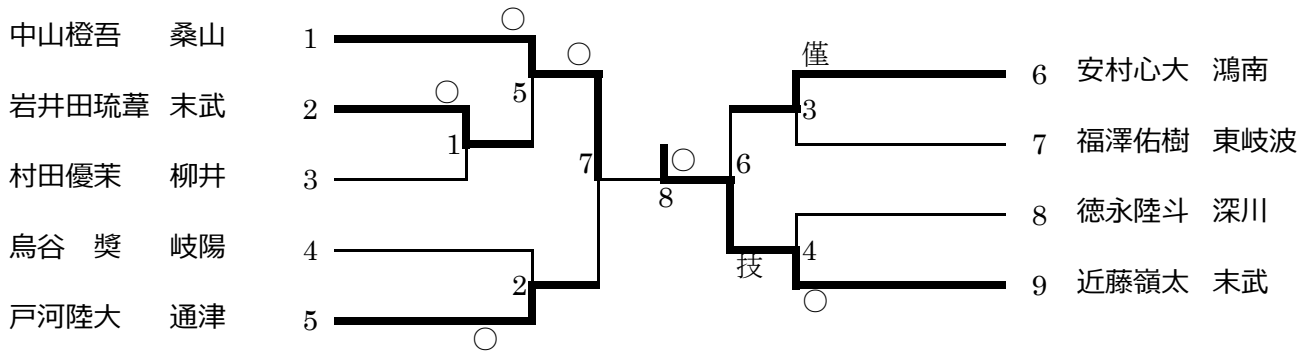 中山橙吾 桑山 1
岩井田琉葦 末武 2
村田優茉 柳井 3
鳥谷 奬 岐陽 4
戸河陸大 通津 5
○
○
○
○
1
5
2
7
8
○
6
3
僅
4
技
○
6 安村心大 鴻南
7 福澤佑樹 東岐波
8 徳永陸斗 深川
9 近藤嶺太 末武